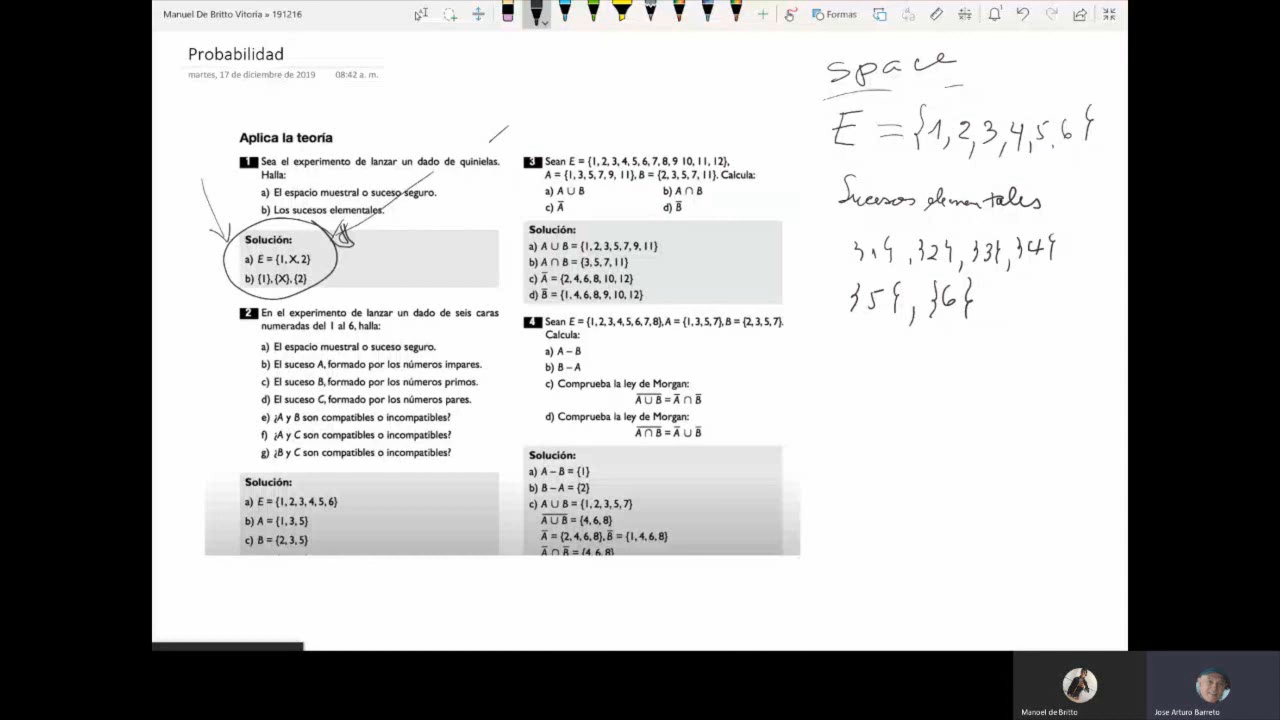 Manuel De Britto Vitoria » 191216
Formas
Probabilidad
martes, 17 de diciembre de 2019 08:42 a. m.
Aplica la teoría
1 Sea el experimento de lanzar un dado de quinielas.
Halla:
a) El espacio muestral o suceso seguro.
b) Los sucesos elementales.
Solución:
a) E = {1, X, 2}
b) {1}, {X}, {2}
2 En el experimento de lanzar un dado de seis caras
numeradas del 1 al 6, halla:
a) El espacio muestral o suceso seguro.
b) El suceso A, formado por los números impares.
c) El suceso B, formado por los números primos.
d) El suceso C, formado por los números pares.
e) ¿A y B son compatibles o incompatibles?
f) ¿A y C son compatibles o incompatibles?
g) ¿B y C son compatibles o incompatibles?
Solución:
a) E = {1, 2, 3, 4, 5, 6}
b) A = {1, 3, 5}
c) B = {2, 3, 5}
3 Sean E = {1, 2, 3, 4, 5, 6, 7, 8, 9 10, 11, 12},
A = {1, 3, 5, 7, 9, 11}, B = {2, 3, 5, 7, 11}. Calcula:
a) A ∪ B b) A ∩ B
c) A̅ d) B̅
Solución:
a) A ∪ B = {1, 2, 3, 5, 7, 9, 11}
b) A ∩ B = {3, 5, 7, 11}
c) A̅ = {2, 4, 6, 8, 10, 12}
d) B̅ = {1, 4, 6, 8, 9, 10, 12}
4 Sean E = {1, 2, 3, 4, 5, 6, 7, 8}, A = {1, 3, 5, 7}, B = {2, 3, 5, 7}.
Calcula:
a) A – B
b) B – A
c) Comprueba la ley de Morgan:
A̅ ̅∪̅ ̅B̅ = A̅ ∩ B̅
d) Comprueba la ley de Morgan:
A̅ ̅∩̅ ̅B̅ = A̅ ∪ B̅
Solución:
a) A – B = {1}
b) B – A = {2}
c) A ∪ B = {1, 2, 3, 5, 7}
A̅ ̅∪̅ ̅B̅ = {4, 6, 8}
A̅ = {2, 4, 6, 8}, B̅ = {1, 4, 6, 8}
A̅ ∩ B̅ = {4, 6, 8}
space
E = {1, 2, 3, 4, 5, 6}
Sucesos elementales
{1}, {2}, {3}, {4}
{5}, {6}
Manoel de Britto
Jose Arturo Barreto